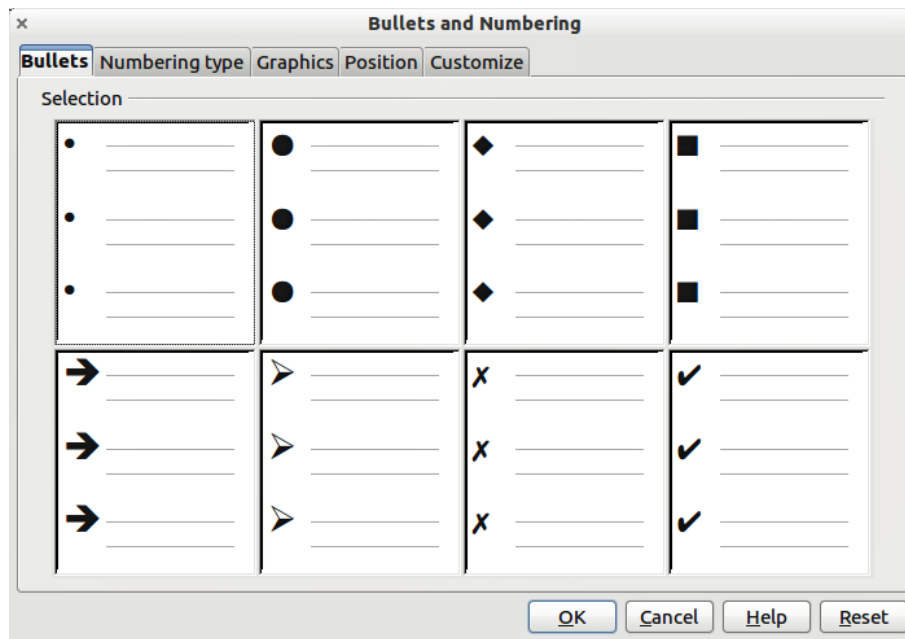 Bullets and Numbering
Bullets Numbering type Graphics Position Customize
Selection
OK Cancel Help Reset